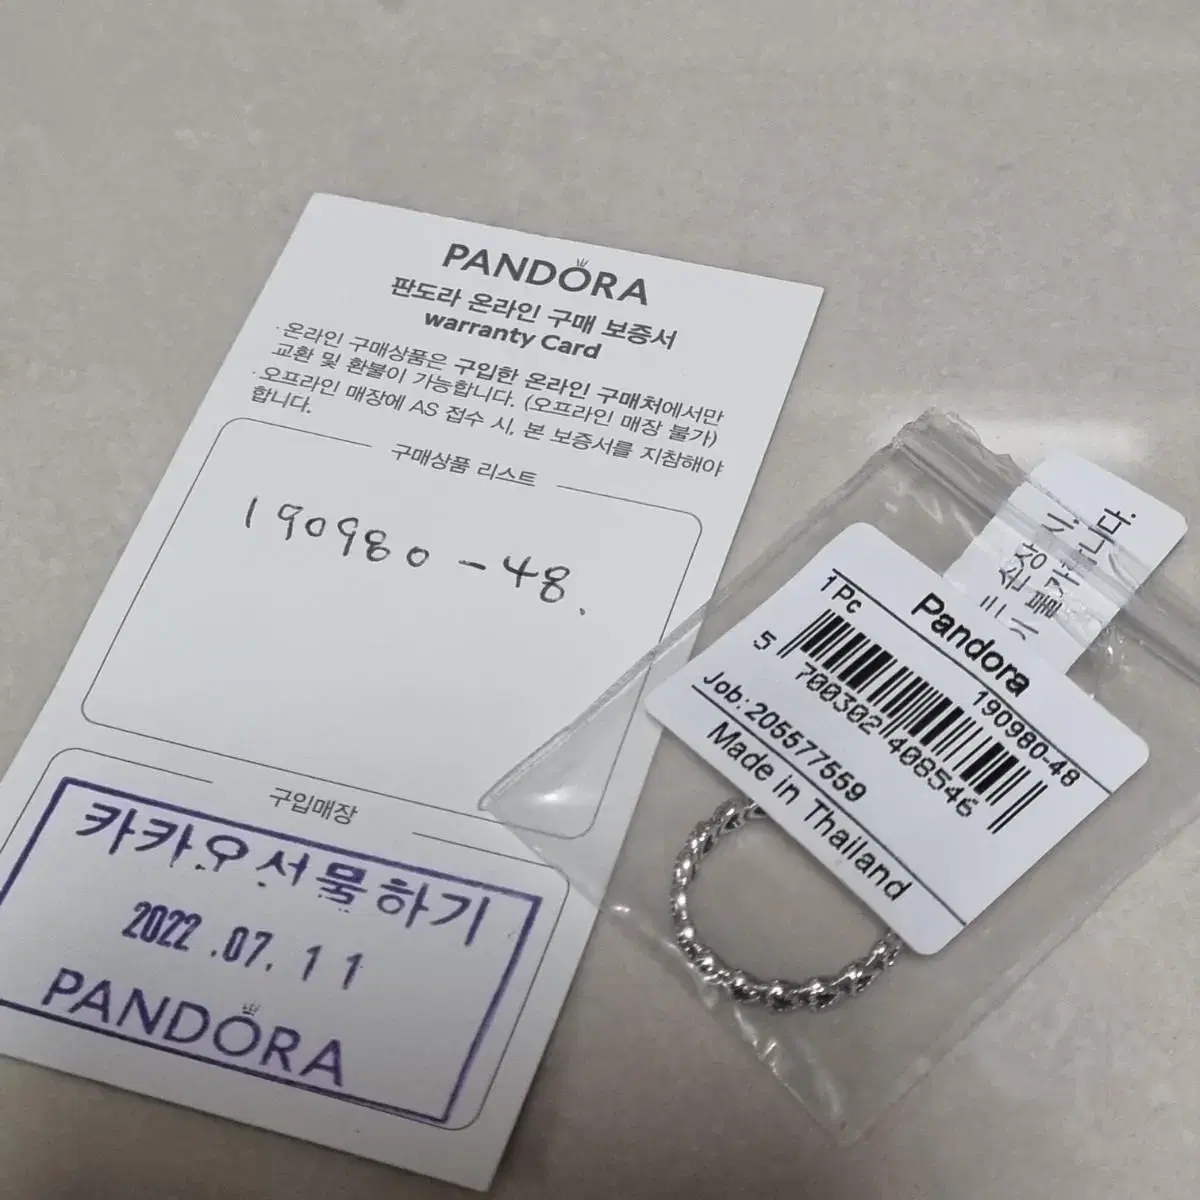 PANDORA
판도라 온라인 구매 보증서
warranty Card
· 온라인 구매상품은 구입한 온라인 구매처에서만
교환 및 환불이 가능합니다. (오프라인 매장 불가)
· 오프라인 매장에 AS 접수 시, 본 보증서를 지참해야
합니다.
구매상품 리스트
190980-48.
구입매장
카카오선물하기
2022.07.11
PANDORA
Pandora
1Pc
190980-48
5 700302 408546
Job:205577559
Made in Thailand